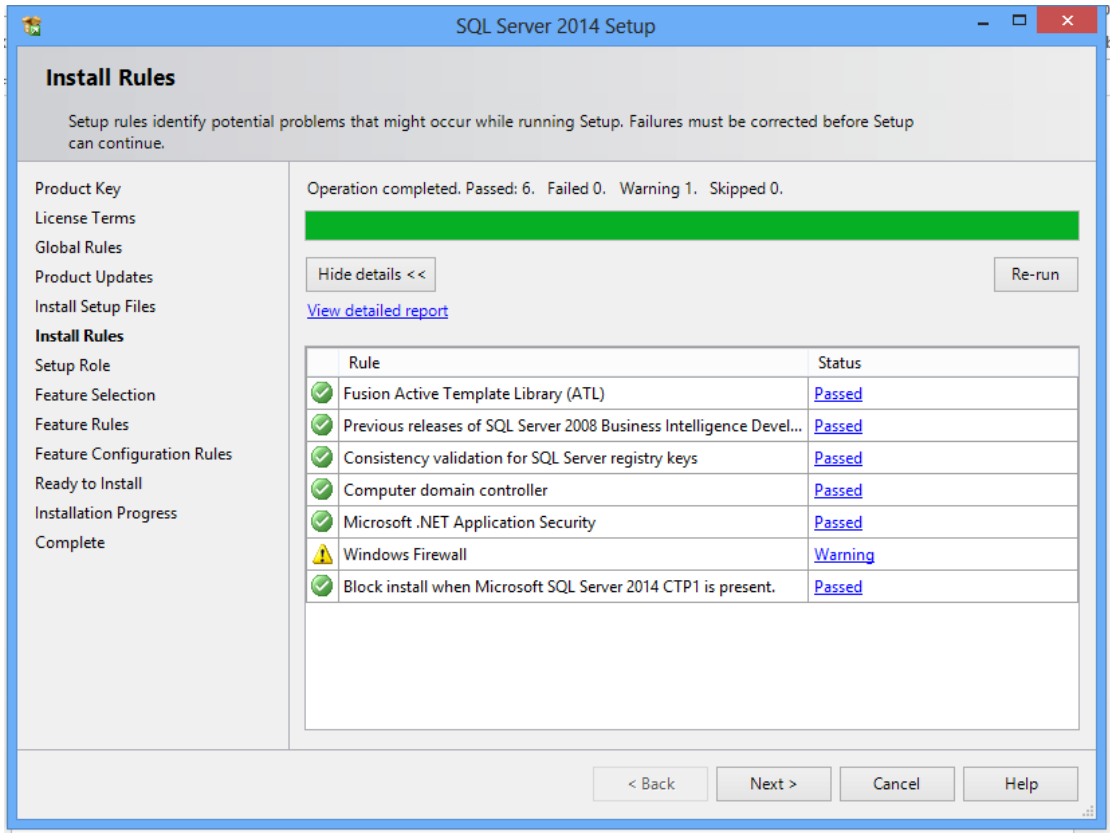 SQL Server 2014 Setup
Install Rules
Setup rules identify potential problems that might occur while running Setup. Failures must be corrected before Setup
can continue.
Product Key
License Terms
Global Rules
Product Updates
Install Setup Files
Install Rules
Setup Role
Feature Selection
Feature Rules
Feature Configuration Rules
Ready to Install
Installation Progress
Complete
Operation completed. Passed: 6. Failed 0. Warning 1. Skipped 0.
Hide details <<
Re-run
View detailed report
Rule Status
Fusion Active Template Library (ATL) Passed
Previous releases of SQL Server 2008 Business Intelligence Devel... Passed
Consistency validation for SQL Server registry keys Passed
Computer domain controller Passed
Microsoft .NET Application Security Passed
Windows Firewall Warning
Block install when Microsoft SQL Server 2014 CTP1 is present. Passed
< Back Next > Cancel Help